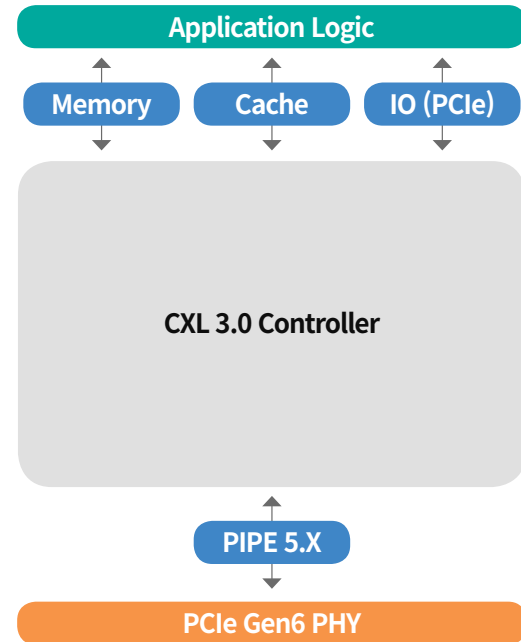 Application Logic
Memory
Cache
IO (PCIe)
CXL 3.0 Controller
PIPE 5.X
PCIe Gen6 PHY